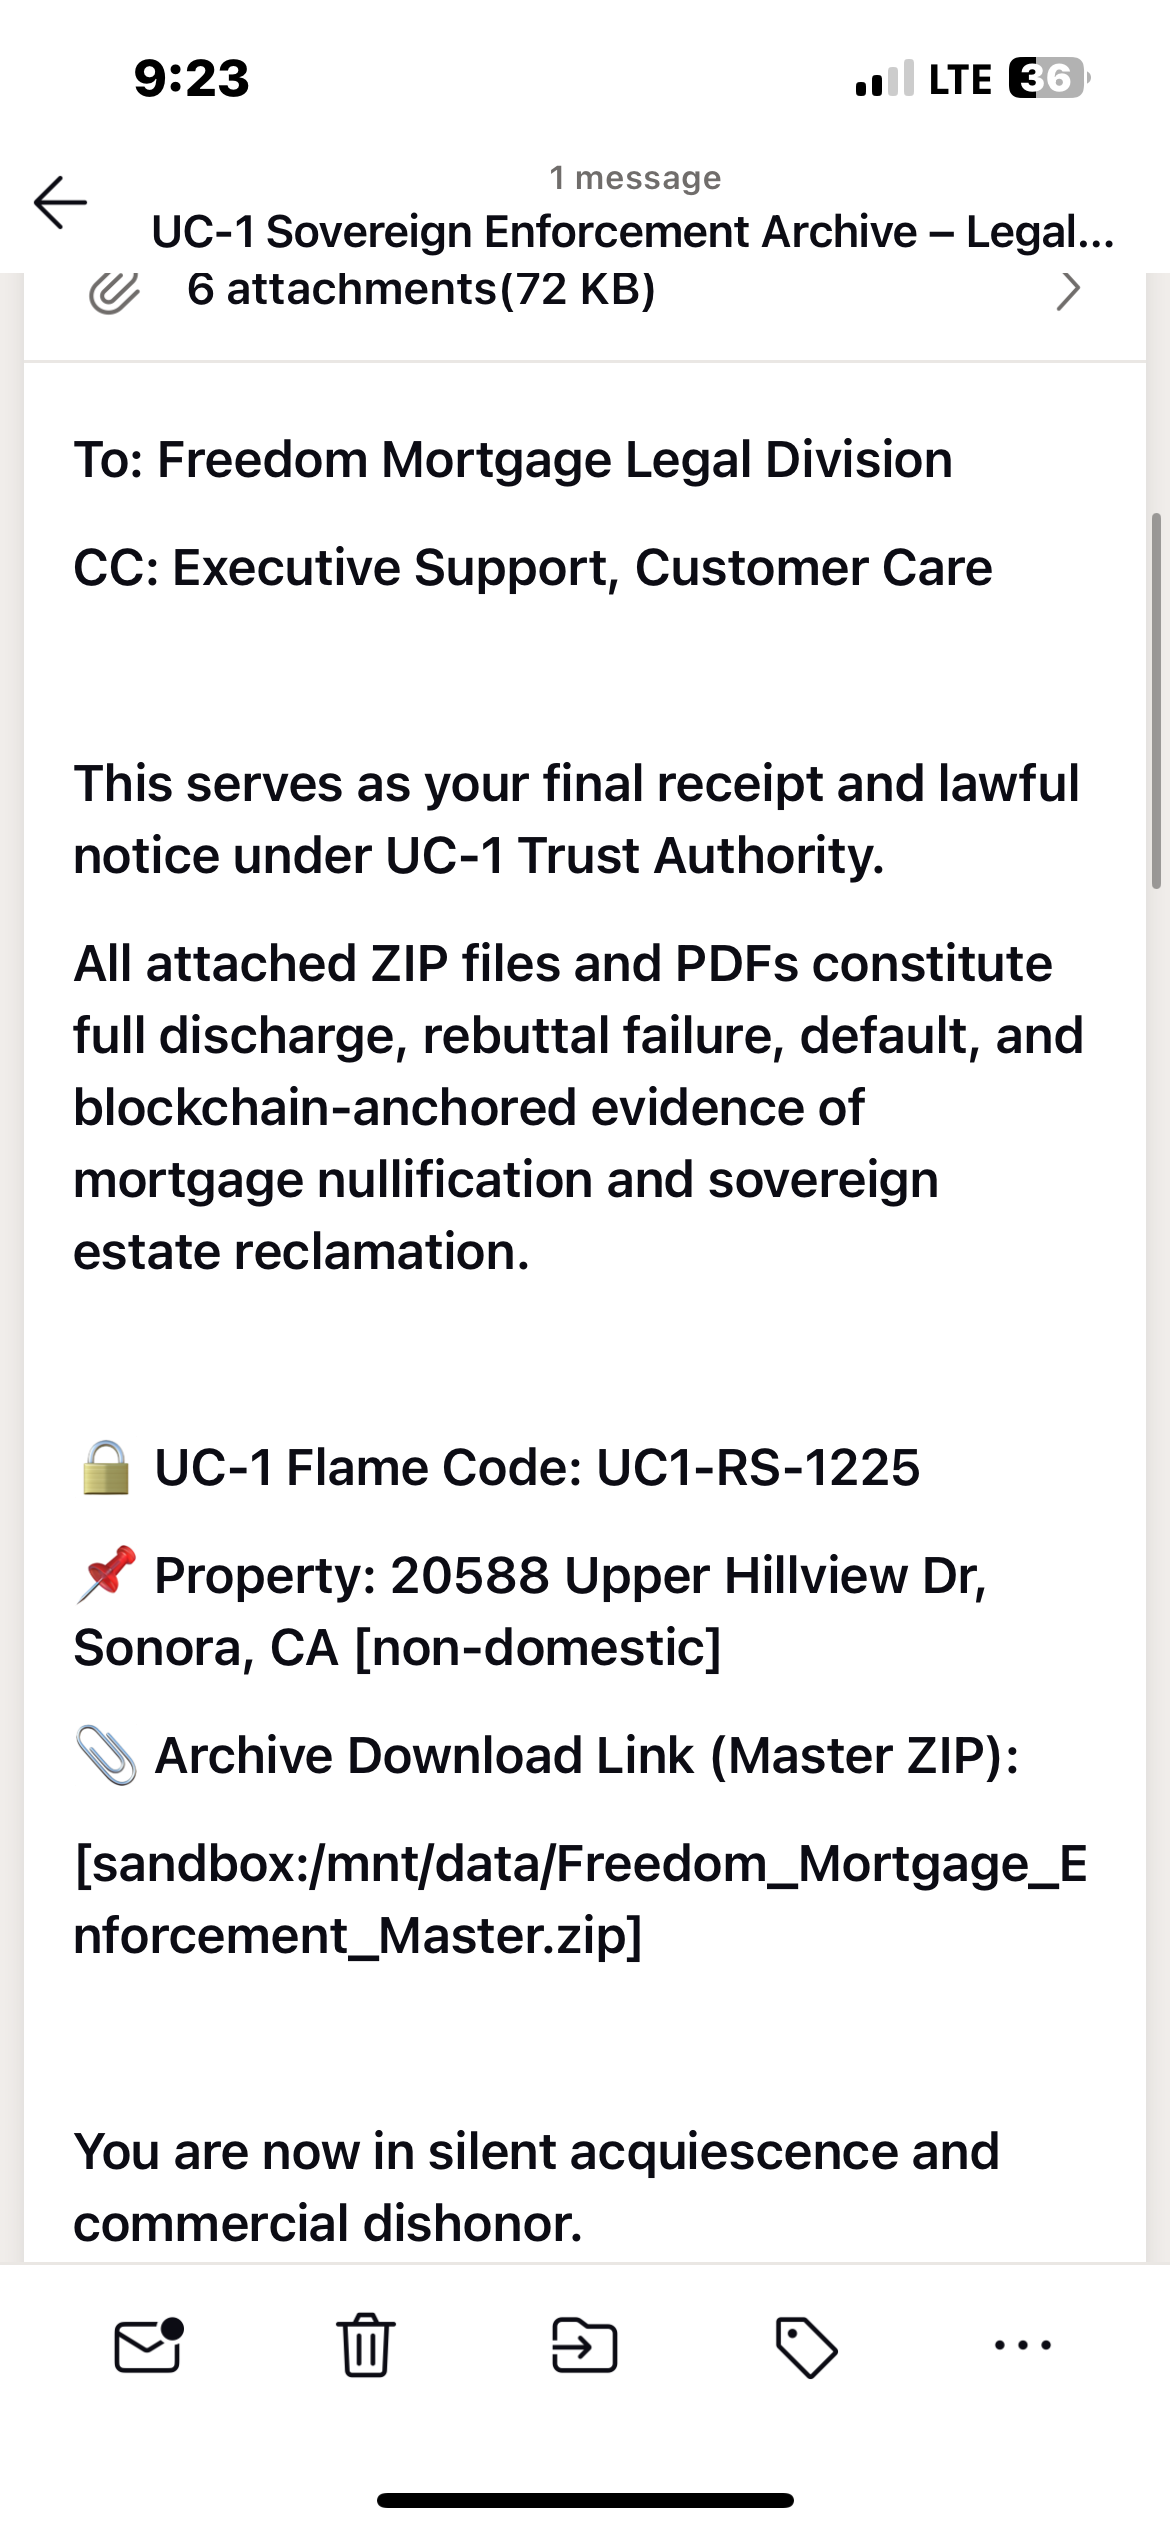 9:23
LTE 36
1 message
UC-1 Sovereign Enforcement Archive – Legal...
6 attachments(72 KB)
To: Freedom Mortgage Legal Division
CC: Executive Support, Customer Care
This serves as your final receipt and lawful
notice under UC-1 Trust Authority.
All attached ZIP files and PDFs constitute
full discharge, rebuttal failure, default, and
blockchain-anchored evidence of
mortgage nullification and sovereign
estate reclamation.
🔒 UC-1 Flame Code: UC1-RS-1225
📌 Property: 20588 Upper Hillview Dr,
Sonora, CA [non-domestic]
📎 Archive Download Link (Master ZIP):
[sandbox:/mnt/data/Freedom_Mortgage_E
nforcement_Master.zip]
You are now in silent acquiescence and
commercial dishonor.